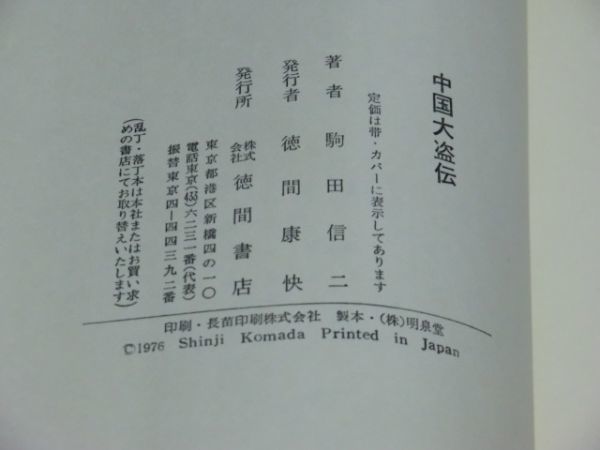 中国大盗伝
定価は帯・カバーに表示してあります
著者 駒田信二
発行者 徳間康快
発行所 株式会社 徳間書店
東京都港区新橋四の一〇
電話東京(433)六二三一番(代表)
振替東京四―四四三九二番
(乱丁・落丁本は本社またはお買い求
めの書店にてお取り替えいたします)
印刷・長苗印刷株式会社 製本・(株)明泉堂
©1976 Shinji Komada Printed in Japan